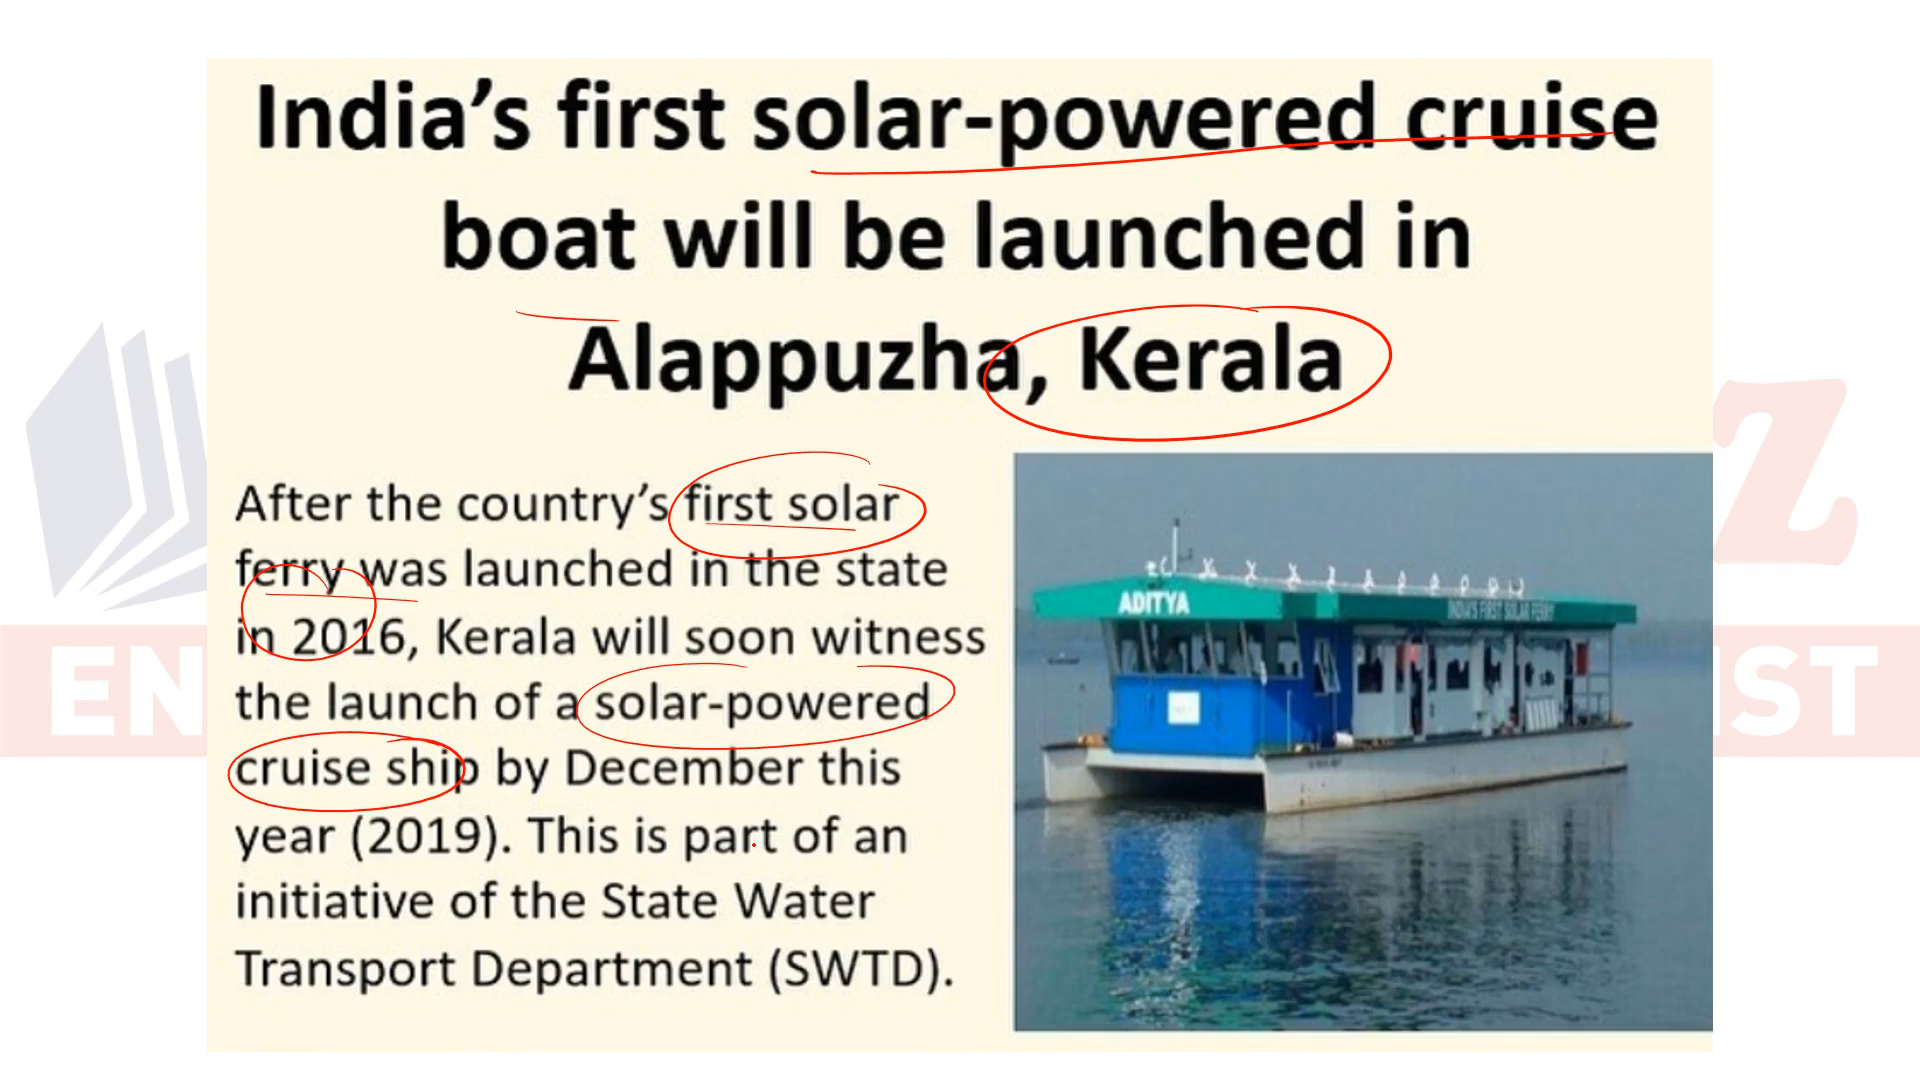 India’s first solar-powered cruise
boat will be launched in
Alappuzha, Kerala
After the country’s first solar
ferry was launched in the state
in 2016, Kerala will soon witness
the launch of a solar-powered
cruise ship by December this
year (2019). This is part of an
initiative of the State Water
Transport Department (SWTD).
ADITYA
INDIA'S FIRST SOLAR FERRY
Z
EN
IST